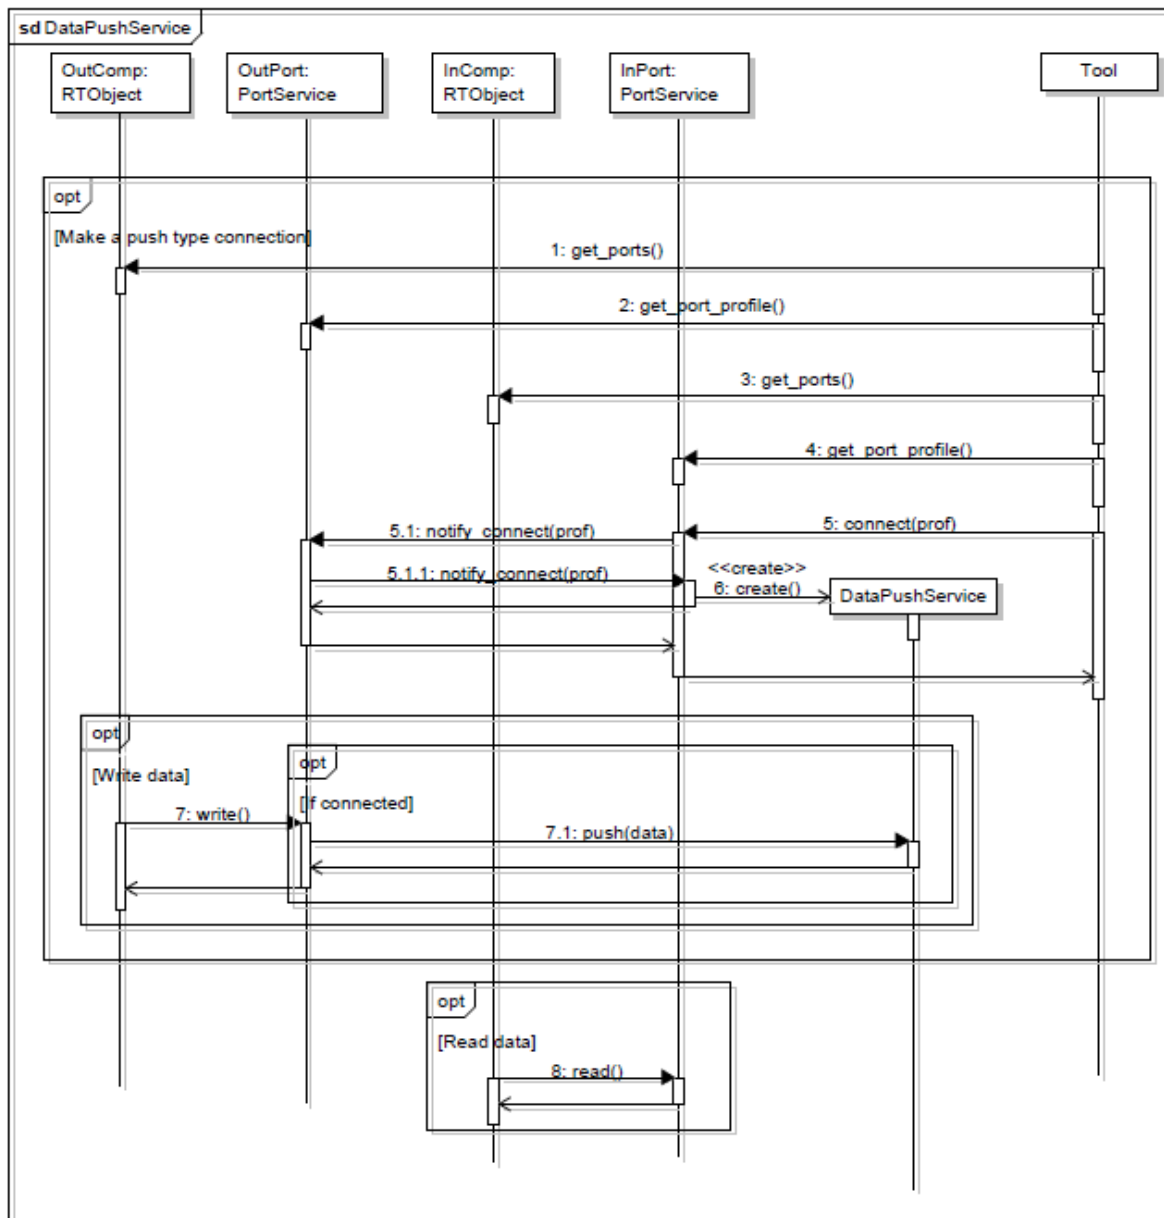 sd DataPushService
OutComp:
RTObject
OutPort:
PortService
InComp:
RTObject
InPort:
PortService
Tool
opt
[Make a push type connection]
1: get_ports()
2: get_port_profile()
3: get_ports()
4: get_port_profile()
5: connect(prof)
5.1: notify_connect(prof)
5.1.1: notify_connect(prof)
<<create>>
6: create()
DataPushService
opt
[Write data]
opt
[If connected]
7: write()
7.1: push(data)
opt
[Read data]
8: read()